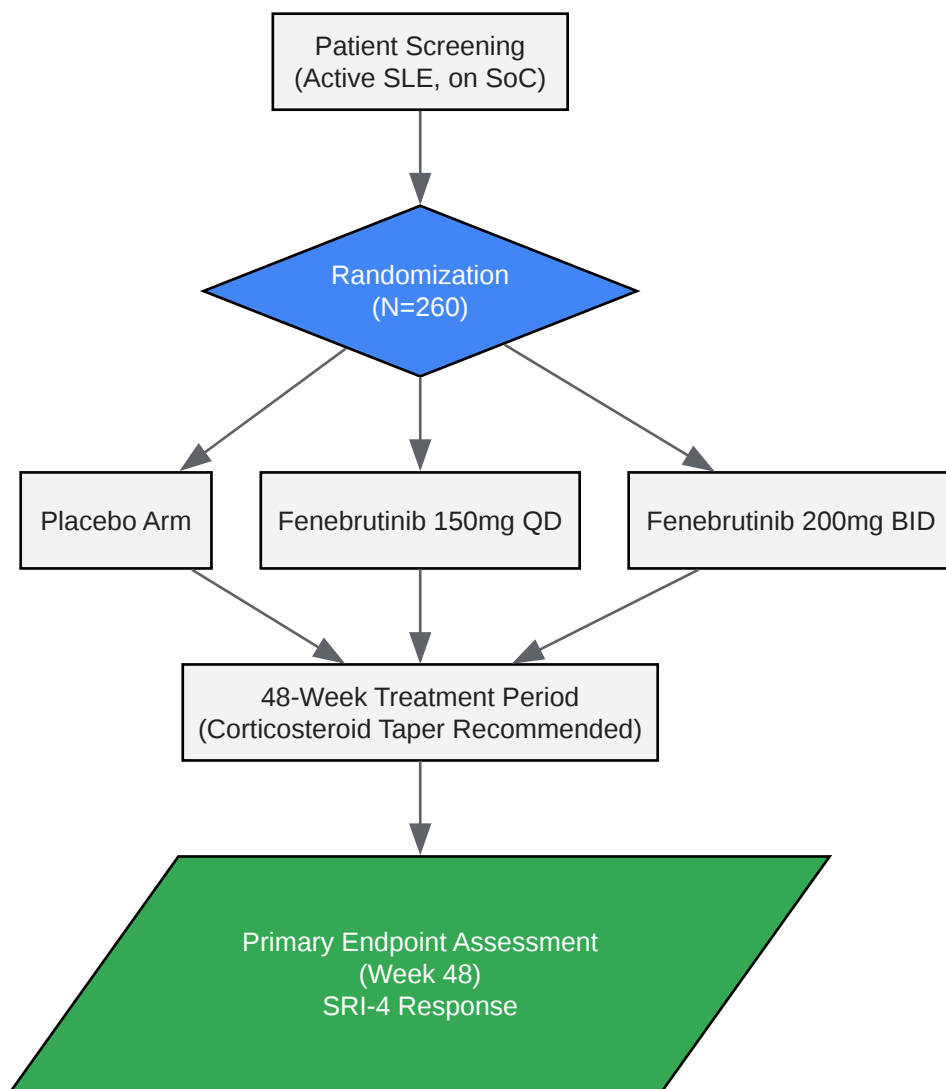 Patient Screening
(Active SLE, on SoC)
Randomization
(N=260)
Placebo Arm
Fenebrutinib 150mg QD
Fenebrutinib 200mg BID
48-Week Treatment Period
(Corticosteroid Taper Recommended)
Primary Endpoint Assessment
(Week 48)
SRI-4 Response